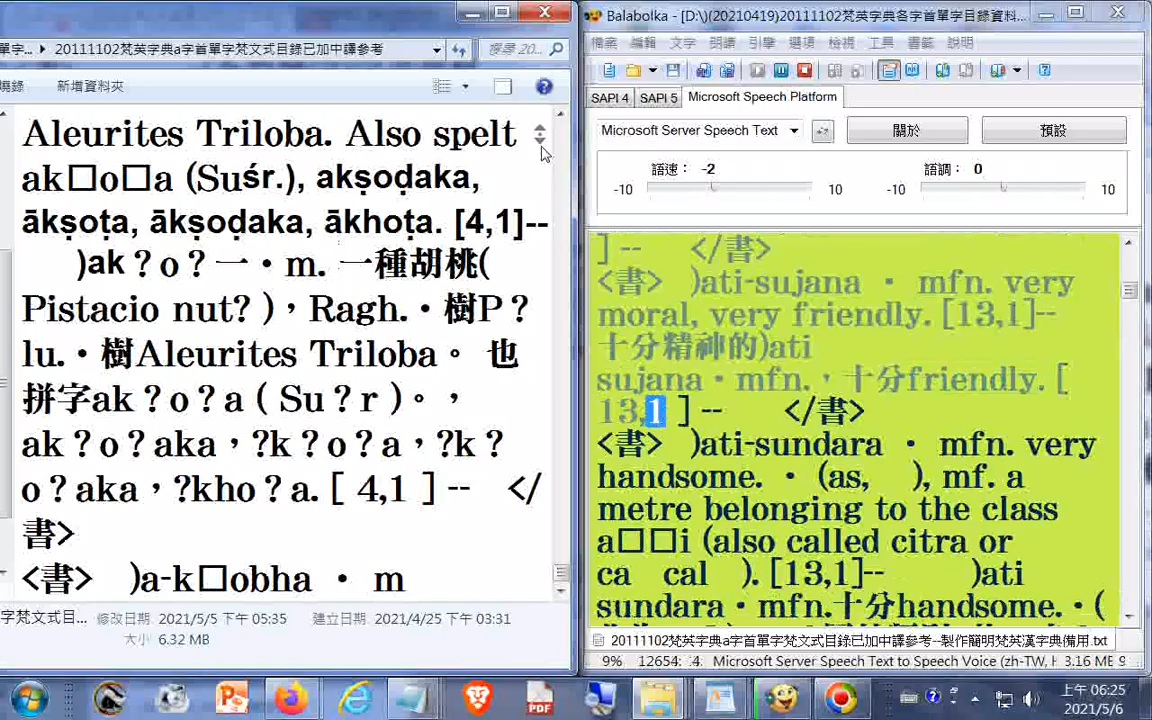 單字... ▸ 20111102梵英字典a字首單字梵文式目錄已加中譯參考
搜尋 20...
燒錄 新增資料夾
Aleurites Triloba. Also spelt
ak□o□a (Suśr.), akṣoḍaka,
ākṣoṭa, ākṣoḍaka, ākhoṭa. [4,1]--
)ak？o？一・m. 一種胡桃(
Pistacio nut? )，Ragh.・樹P？
lu.・樹Aleurites Triloba。 也
拼字ak？o？a ( Su？r )。，
ak？o？aka，?k？o？a，?k？
o？aka，?kho？a. [ 4,1 ] -- </
書>
<書> )a-k□obha ・ m
字梵文式目... 修改日期: 2021/5/5 下午 05:35 建立日期: 2021/4/25 下午 03:31
大小: 6.32 MB
Balabolka - [D:\)(20210419)20111102梵英字典各字首單字目錄資料...
檔案 編輯 文字 朗讀 引擎 選項 檢視 工具 書籤 說明
SAPI 4 SAPI 5 Microsoft Speech Platform
Microsoft Server Speech Text 關於 預設
語速： -2 語調： 0
-10 10 -10 10
] -- </書>
<書> )ati-sujana ・ mfn. very
moral, very friendly. [13,1]--
十分精神的)ati
sujana・mfn.，十分friendly. [
13,1 ] -- </書>
<書> )ati-sundara ・ mfn. very
handsome. ・ (as, ), mf. a
metre belonging to the class
a□□i (also called citra or
ca cal ). [13,1]-- )ati
sundara・mfn.十分handsome.・(
20111102梵英字典a字首單字梵文式目錄已加中譯參考--製作簡明梵英漢字典備用.txt
9% 12654: :4. Microsoft Server Speech Text to Speech Voice (zh-TW, H 3.16 MB 9
上午 06:25
2021/5/6